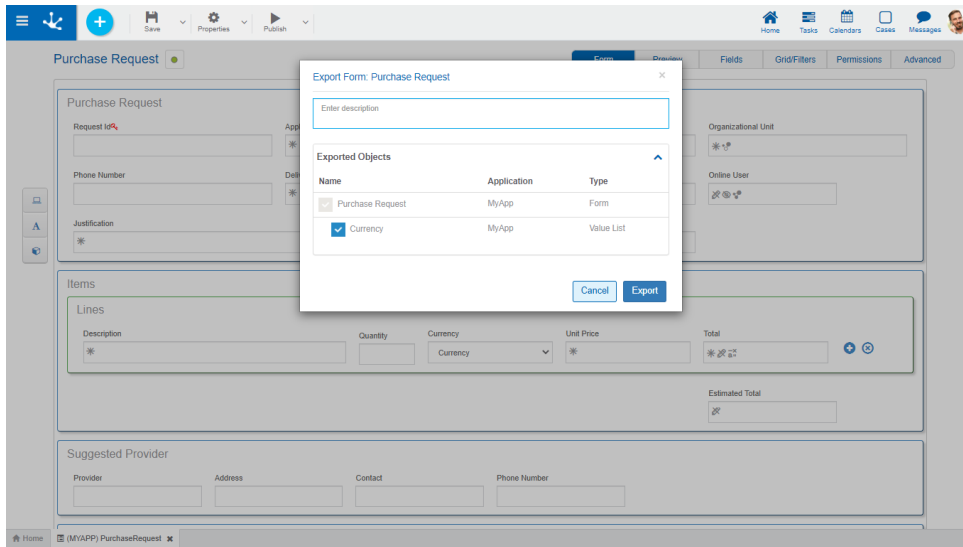 Save
Properties
Publish
Home
Tasks
Calendars
Cases
Messages
Purchase Request
Form
Preview
Fields
Grid/Filters
Permissions
Advanced
Export Form: Purchase Request
Enter description
Exported Objects
Name Application Type
Purchase Request MyApp Form
Currency MyApp Value List
Cancel Export
Purchase Request
Request Id
Organizational Unit
Phone Number
Online User
A
Justification
Items
Lines
Description Quantity Currency Unit Price Total
Currency
Estimated Total
Suggested Provider
Provider Address Contact Phone Number
Home (MYAPP) PurchaseRequest